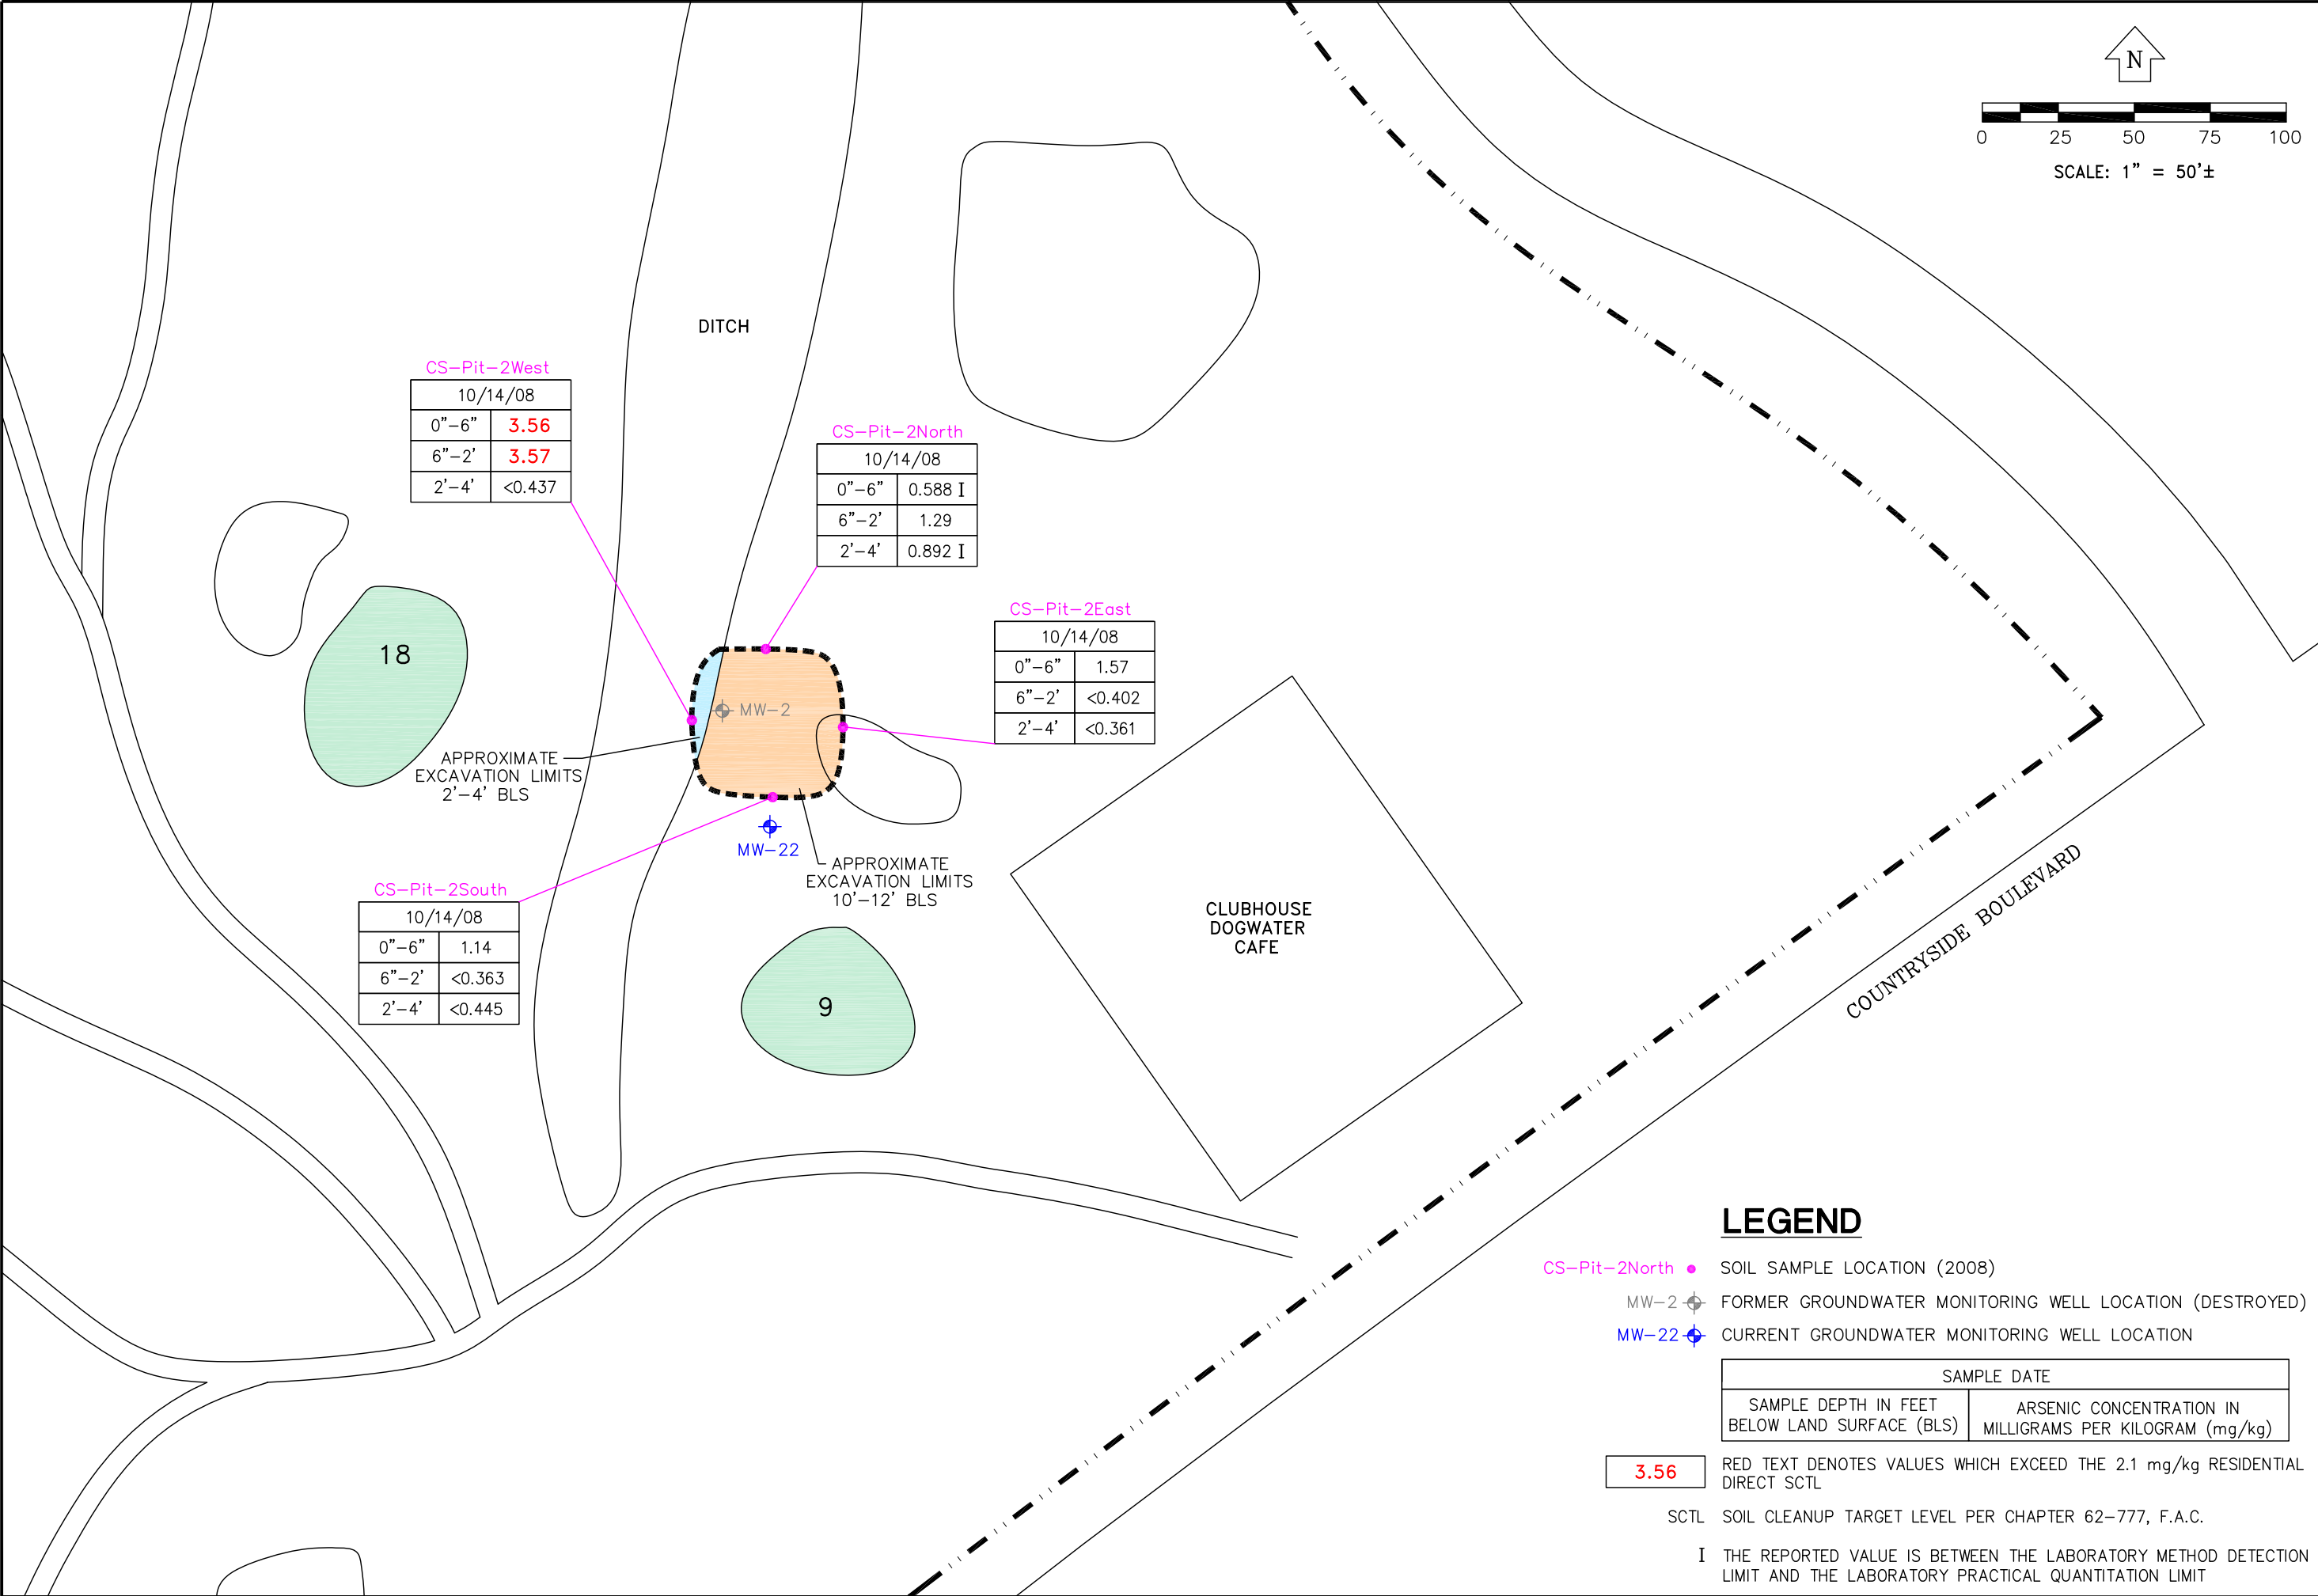 N
0 25 50 75 100
SCALE: 1" = 50'±
DITCH
CS-Pit-2West
10/14/08
0"-6" 3.56
6"-2' 3.57
2'-4' <0.437
CS-Pit-2North
10/14/08
0"-6" 0.588 I
6"-2' 1.29
2'-4' 0.892 I
CS-Pit-2East
10/14/08
0"-6" 1.57
6"-2' <0.402
2'-4' <0.361
18
MW-2
APPROXIMATE
EXCAVATION LIMITS
2'-4' BLS
MW-22
APPROXIMATE
EXCAVATION LIMITS
10'-12' BLS
CS-Pit-2South
10/14/08
0"-6" 1.14
6"-2' <0.363
2'-4' <0.445
9
CLUBHOUSE
DOGWATER
CAFE
COUNTRYSIDE BOULEVARD
LEGEND
CS-Pit-2North SOIL SAMPLE LOCATION (2008)
MW-2 FORMER GROUNDWATER MONITORING WELL LOCATION (DESTROYED)
MW-22 CURRENT GROUNDWATER MONITORING WELL LOCATION
SAMPLE DATE
SAMPLE DEPTH IN FEET
BELOW LAND SURFACE (BLS)
ARSENIC CONCENTRATION IN
MILLIGRAMS PER KILOGRAM (mg/kg)
3.56
RED TEXT DENOTES VALUES WHICH EXCEED THE 2.1 mg/kg RESIDENTIAL
DIRECT SCTL
SCTL SOIL CLEANUP TARGET LEVEL PER CHAPTER 62-777, F.A.C.
I THE REPORTED VALUE IS BETWEEN THE LABORATORY METHOD DETECTION
LIMIT AND THE LABORATORY PRACTICAL QUANTITATION LIMIT